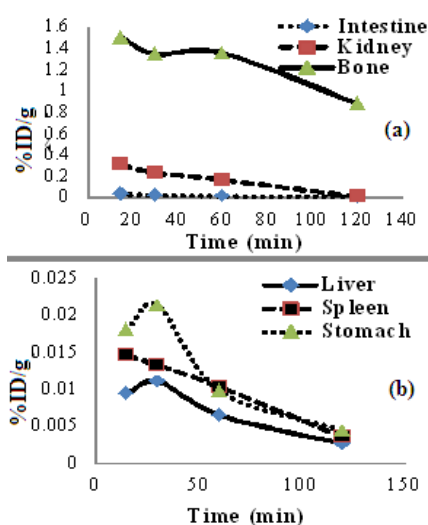 1.6
1.4
1.2
1
0.8
0.6
0.4
0.2
0
%ID/g
Intestine
Kidney
Bone
(a)
0 20 40 60 80 100 120 140
Time (min)
0.025
0.02
0.015
0.01
0.005
0
%ID/g
Liver
Spleen
Stomach
(b)
0 50 100 150
Time (min)